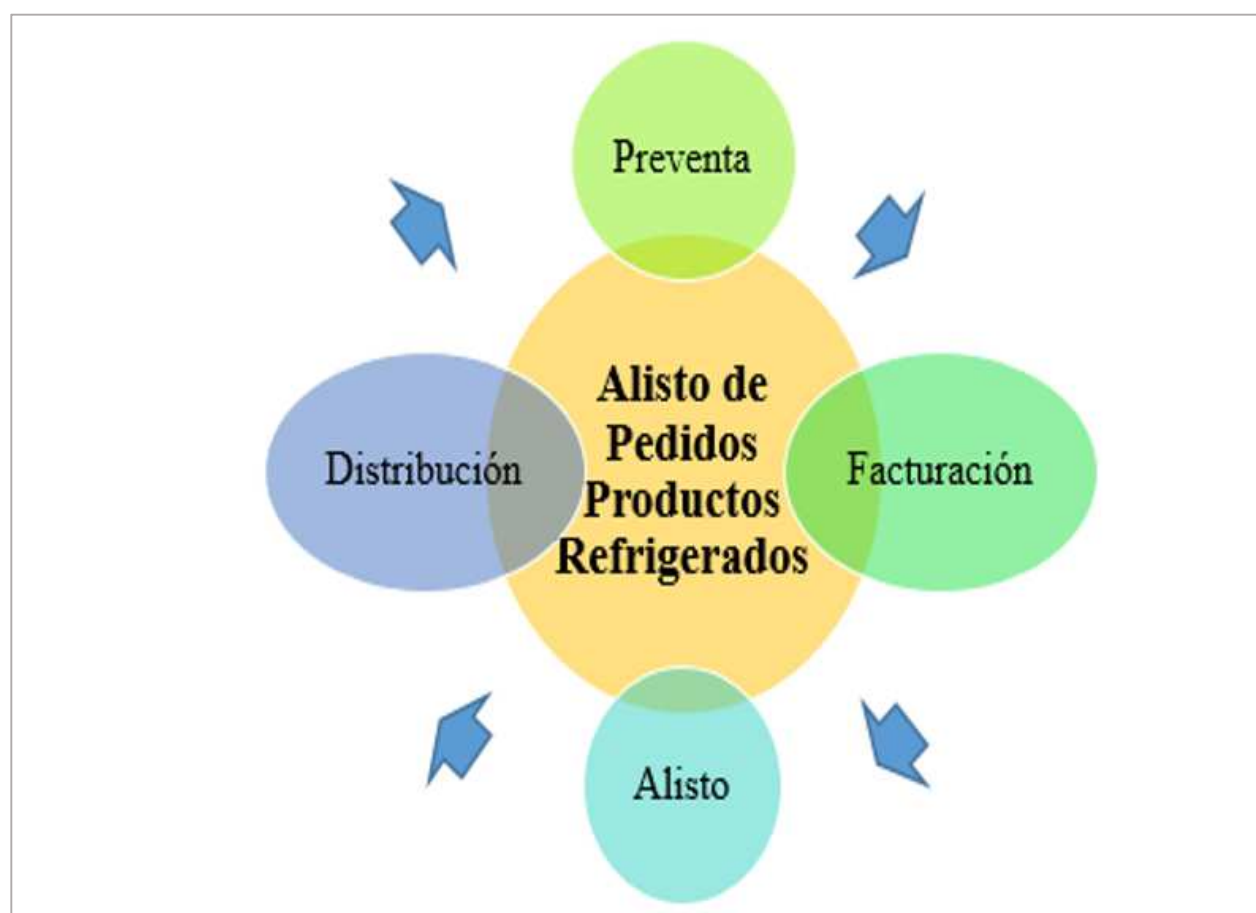 Preventa
Alisto de
Pedidos
Productos
Refrigerados
Distribución
Facturación
Alisto